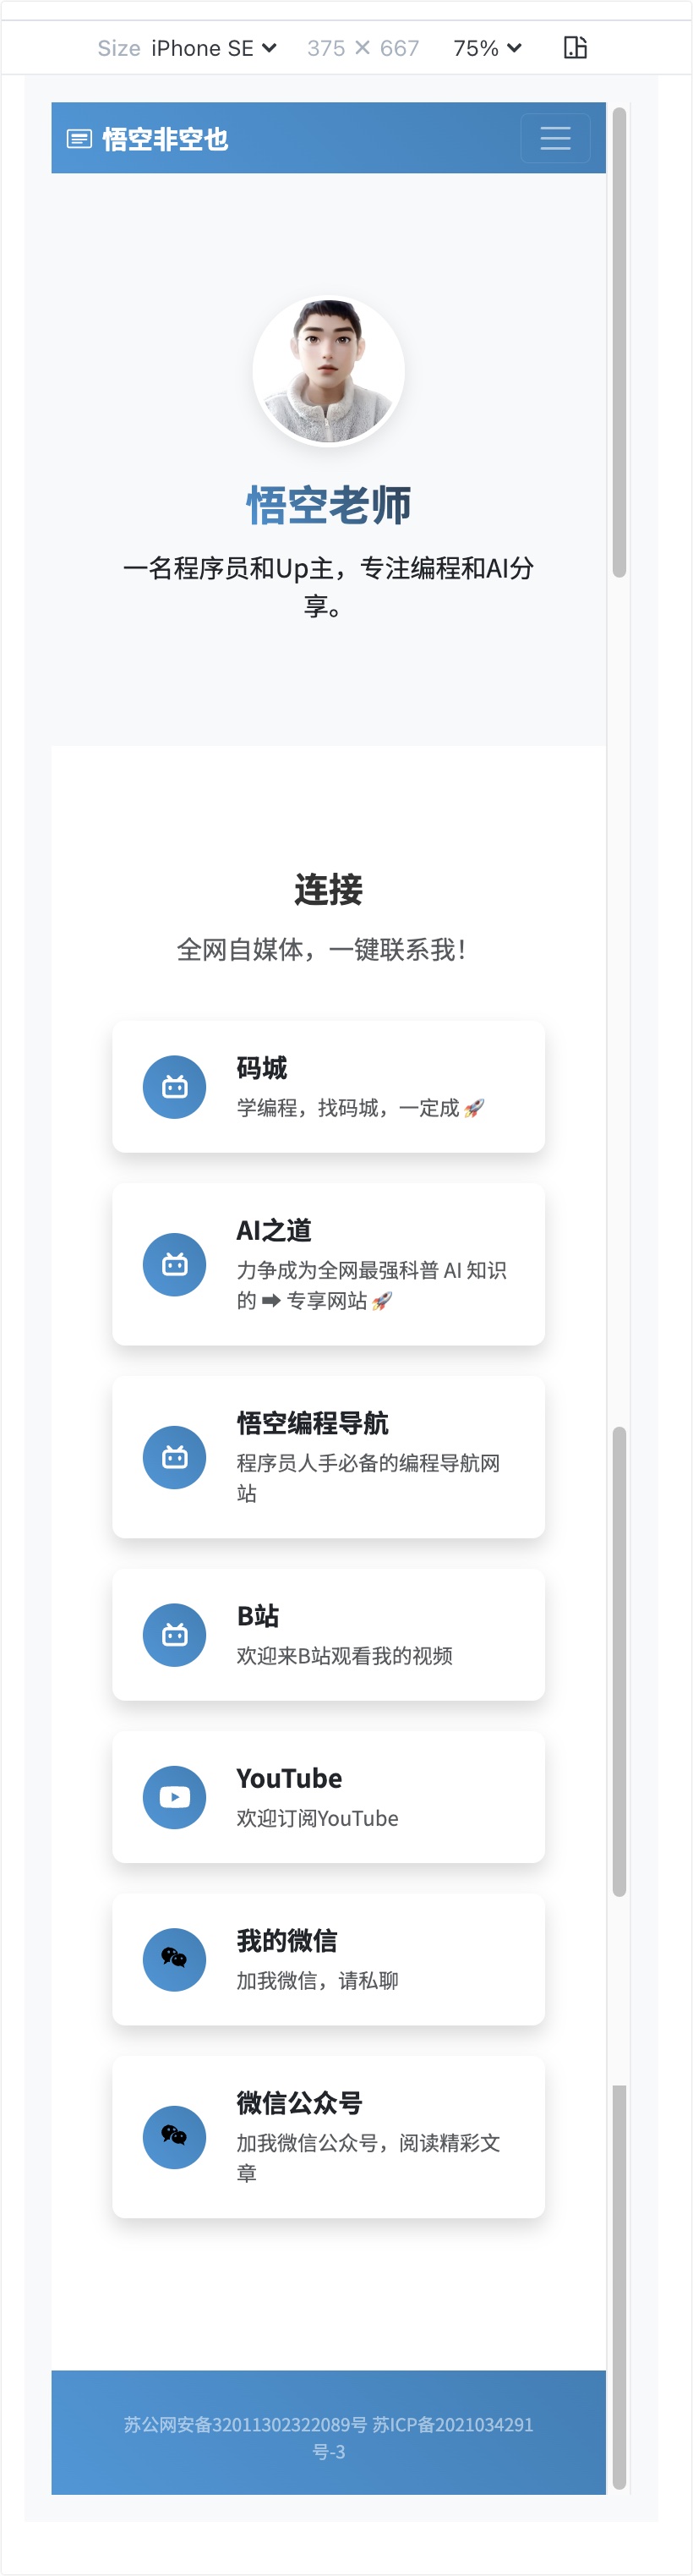 Size iPhone SE 375 × 667 75%
悟空非空也
悟空老师
一名程序员和Up主，专注编程和AI分
享。
连接
全网自媒体，一键联系我！
码城
学编程，找码城，一定成 🚀
AI之道
力争成为全网最强科普 AI 知识
的 ➡ 专享网站 🚀
悟空编程导航
程序员人手必备的编程导航网
站
B站
欢迎来B站观看我的视频
YouTube
欢迎订阅YouTube
我的微信
加我微信，请私聊
微信公众号
加我微信公众号，阅读精彩文
章
苏公网安备32011302322089号 苏ICP备2021034291
号-3